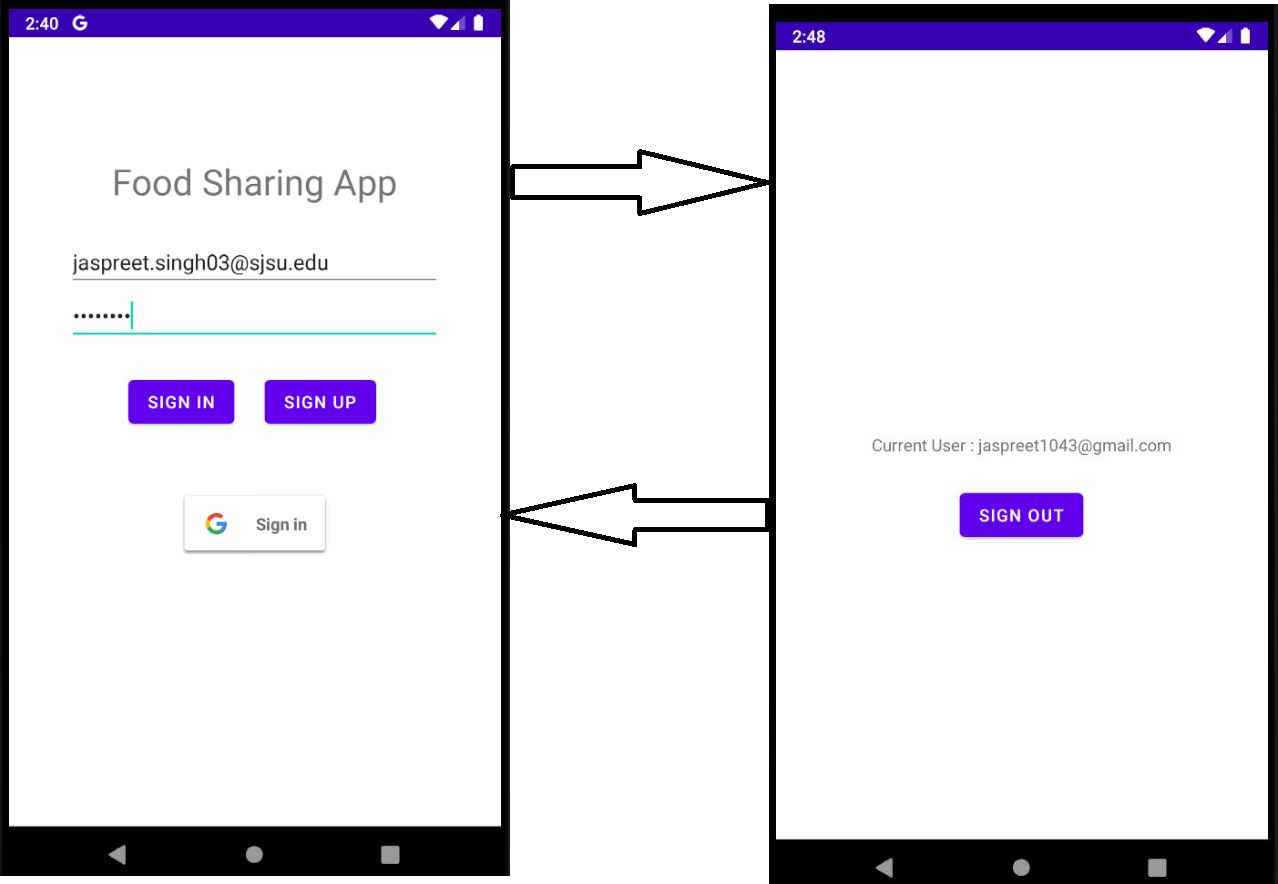 2:40 G
Food Sharing App
jaspreet.singh03@sjsu.edu
••••••••
SIGN IN
SIGN UP
G Sign in
2:48
Current User : jaspreet1043@gmail.com
SIGN OUT